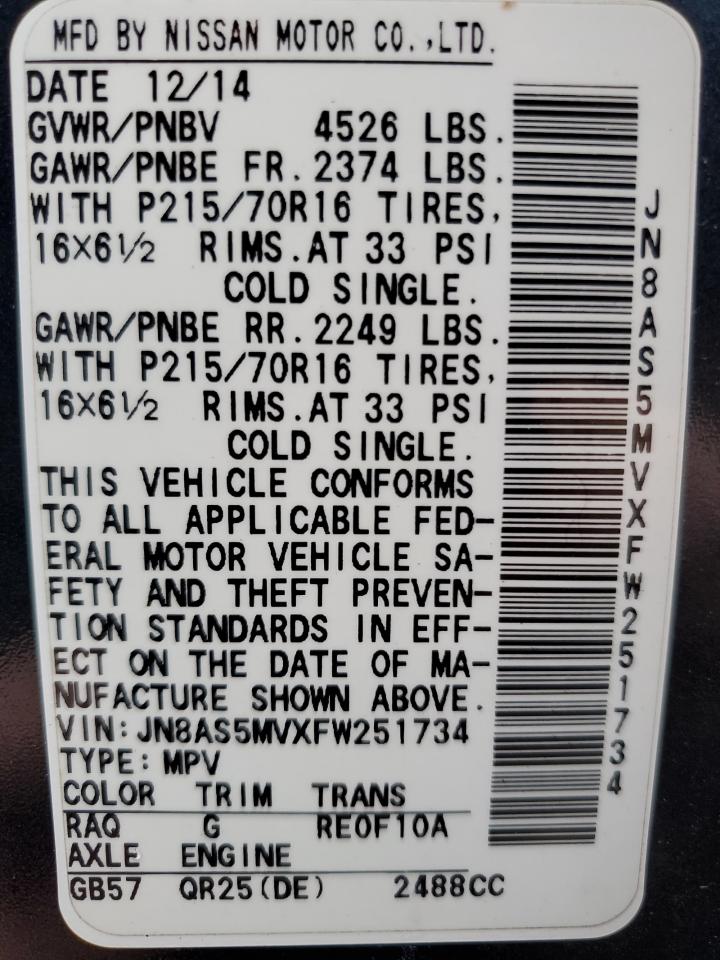 MFD BY NISSAN MOTOR CO.,LTD.
DATE 12/14
GVWR/PNBV 4526 LBS.
GAWR/PNBE FR. 2374 LBS.
WITH P215/70R16 TIRES,
16×6½ RIMS.AT 33 PSI
COLD SINGLE.
GAWR/PNBE RR. 2249 LBS.
WITH P215/70R16 TIRES,
16×6½ RIMS.AT 33 PSI
COLD SINGLE.
THIS VEHICLE CONFORMS
TO ALL APPLICABLE FED-
ERAL MOTOR VEHICLE SA-
FETY AND THEFT PREVEN-
TION STANDARDS IN EFF-
ECT ON THE DATE OF MA-
NUFACTURE SHOWN ABOVE.
VIN:JN8AS5MVXFW251734
TYPE:MPV
COLOR TRIM TRANS
RAQ G RE0F10A
AXLE ENGINE
GB57 QR25(DE) 2488CC
JN8AS5MVXFW251734